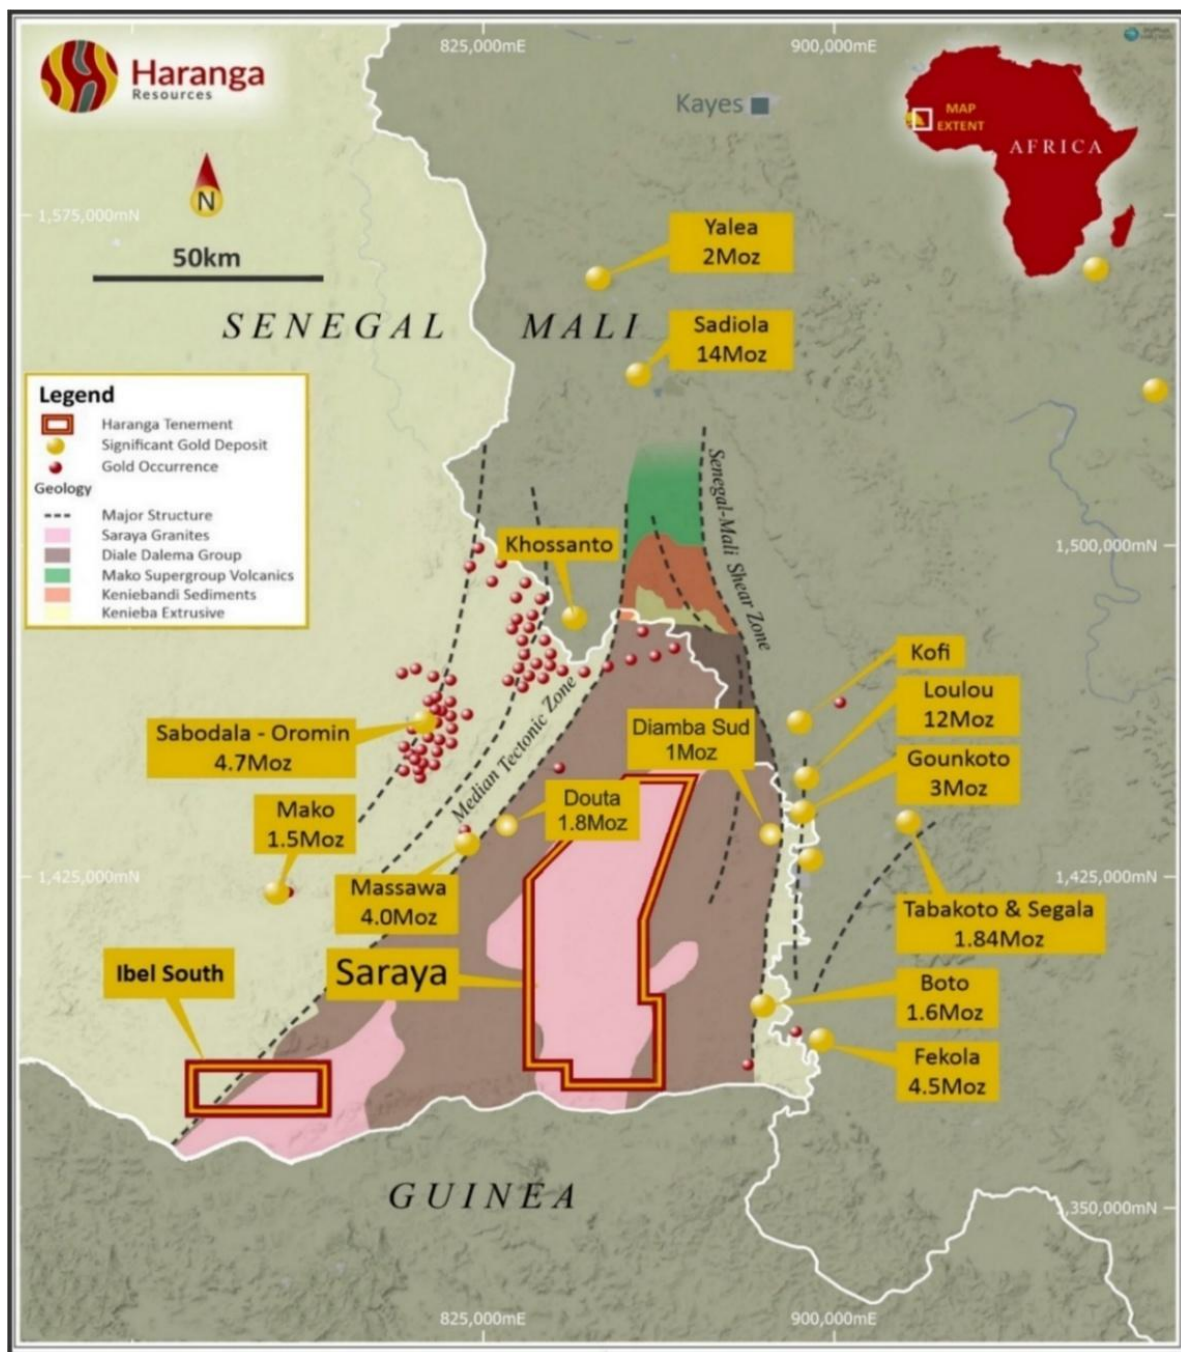 825,000mE
900,000mE
Haranga
Resources
Kayes
MAP
EXTENT
AFRICA
N
1,575,000mN
50km
Yalea
2Moz
SENEGAL
MALI
Sadiola
14Moz
Legend
Haranga Tenement
Significant Gold Deposit
Gold Occurrence
Geology
Major Structure
Saraya Granites
Diale Dalema Group
Mako Supergroup Volcanics
Keniebandi Sediments
Kenieba Extrusive
Senegal-Mali Shear Zone
Khossanto
1,500,000mN
Kofi
Loulou
12Moz
Sabodala - Oromin
4.7Moz
Median Tectonic Zone
Diamba Sud
1Moz
Gounkoto
3Moz
Mako
1.5Moz
Douta
1.8Moz
1,425,000mN
1,425,000mN
Massawa
4.0Moz
Tabakoto & Segala
1.84Moz
Ibel South
Saraya
Boto
1.6Moz
Fekola
4.5Moz
GUINEA
1,350,000mN
825,000mE
900,000mE